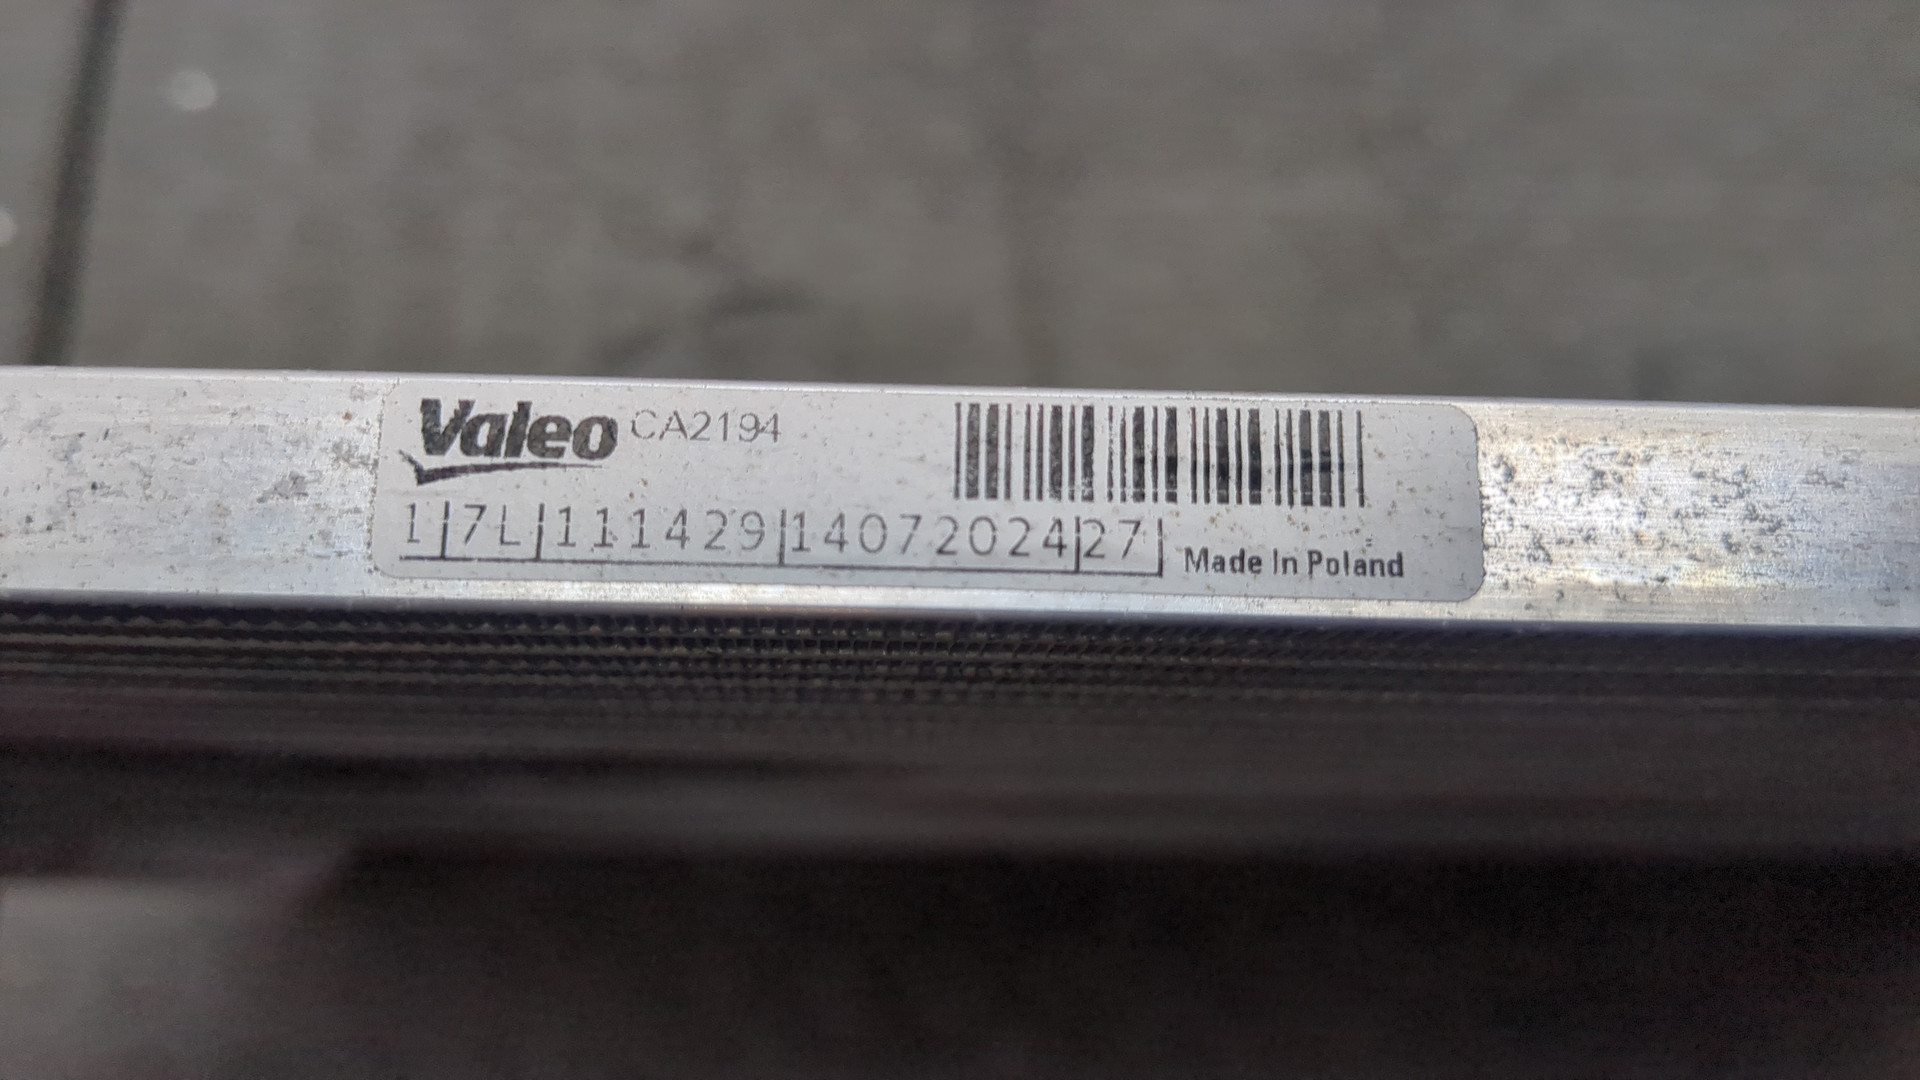 Valeo CA2194
1|7L|111429|14072024|27| Made In Poland